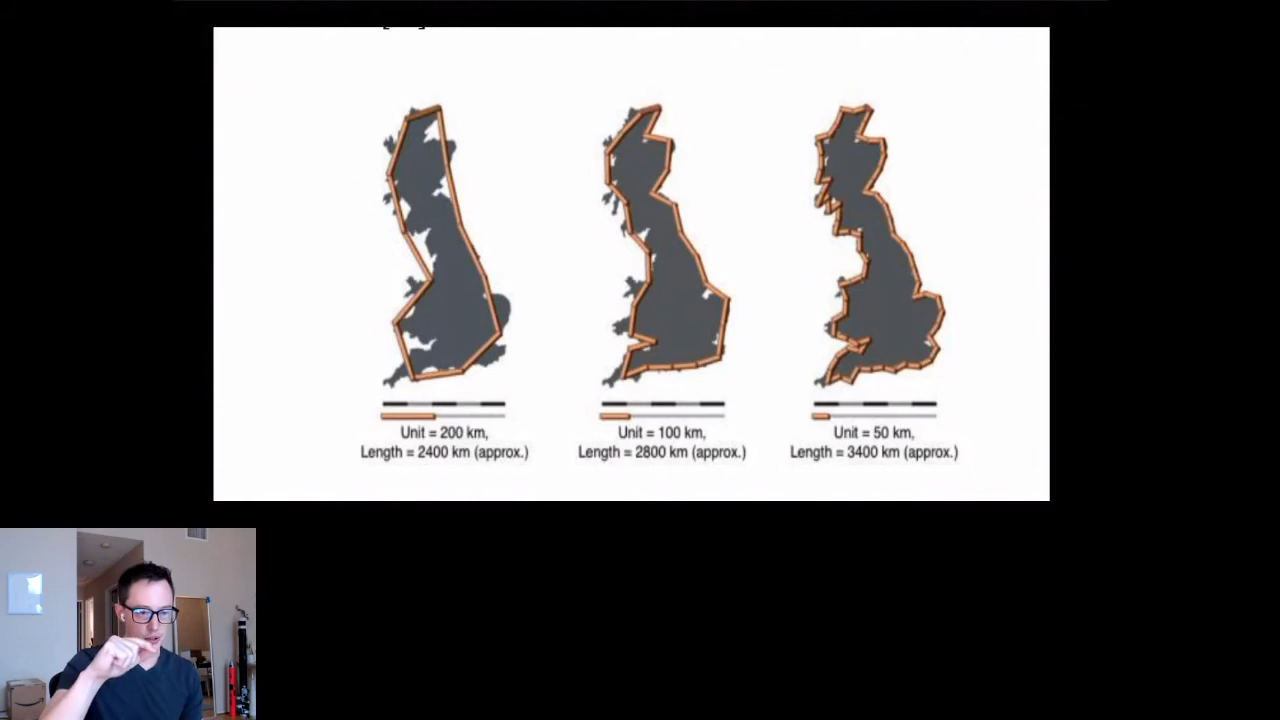 Unit = 200 km,
Length = 2400 km (approx.)
Unit = 100 km,
Length = 2800 km (approx.)
Unit = 50 km,
Length = 3400 km (approx.)